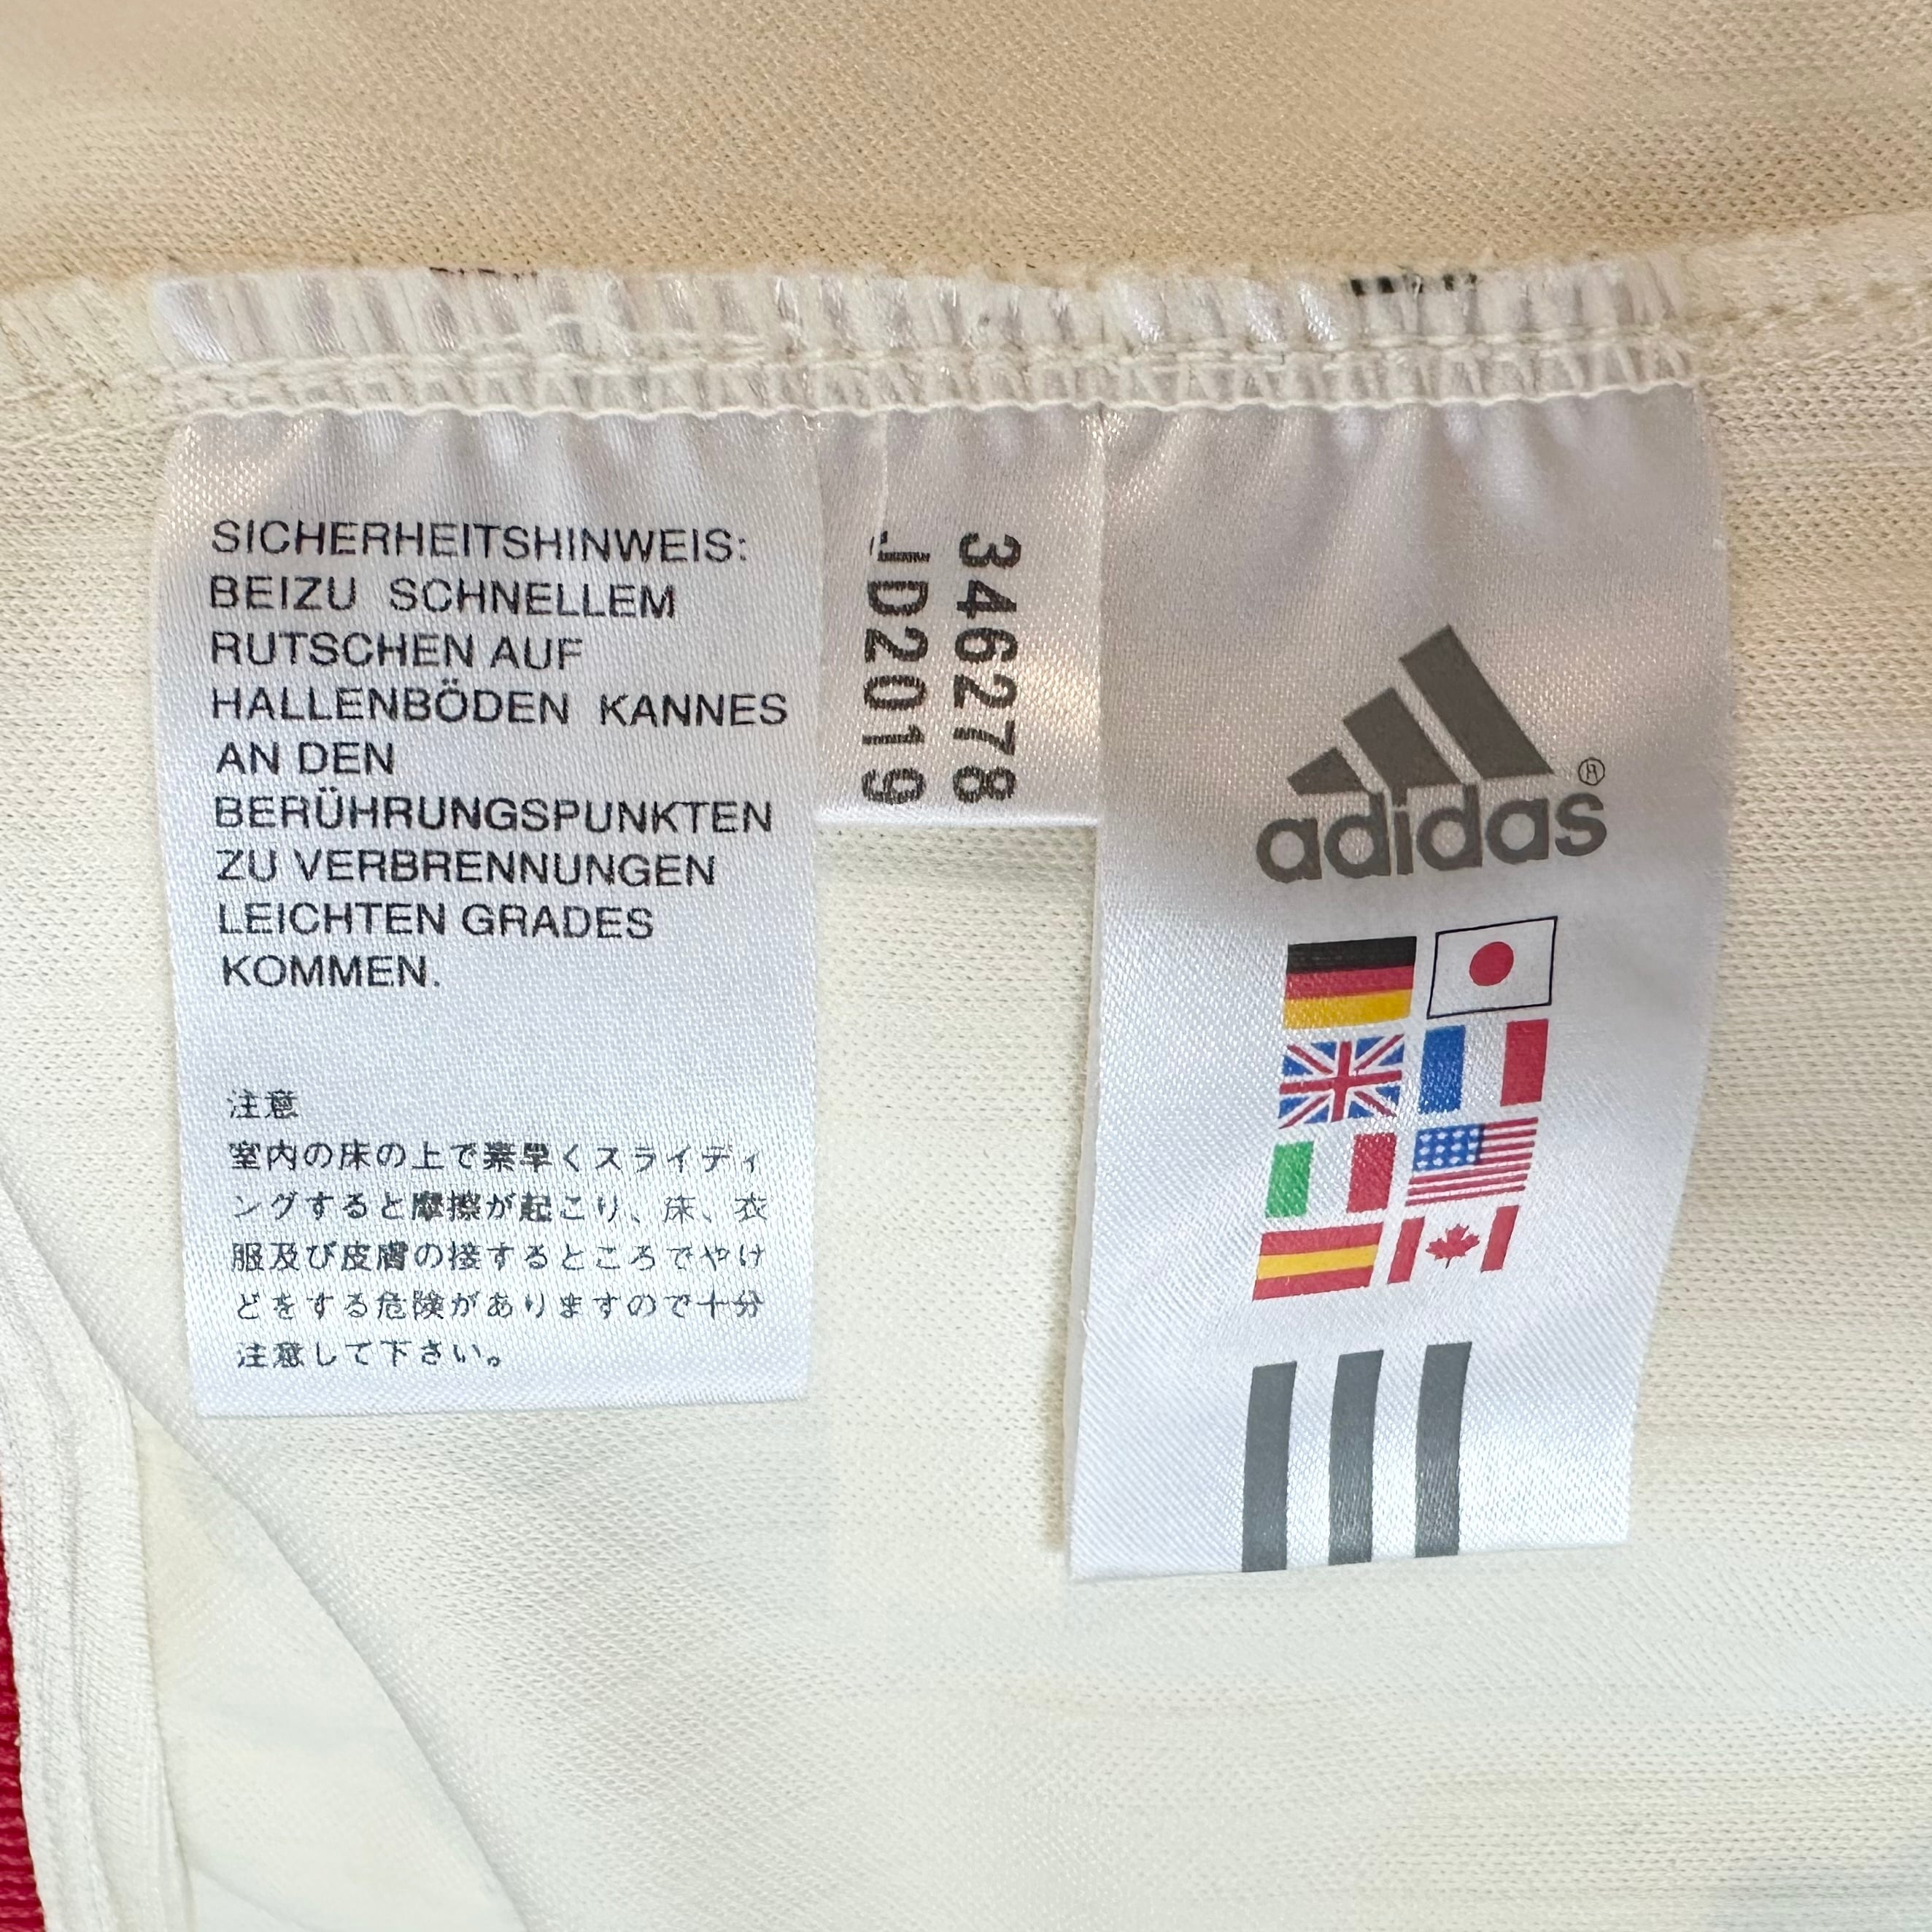 SICHERHEITSHINWEIS:
BEIZU SCHNELLEM
RUTSCHEN AUF
HALLENBÖDEN KANNES
AN DEN
BERÜHRUNGSPUNKTEN
ZU VERBRENNUNGEN
LEICHTEN GRADES
KOMMEN.
注意
室内の床の上で素早くスライディ
ングすると摩擦が起こり、床、衣
服及び皮膚の接するところでやけ
どをする危険がありますので十分
注意して下さい。
346278
JD2019
adidas®